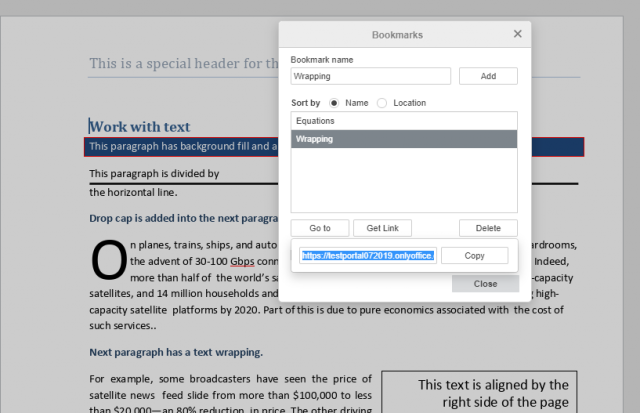 This is a special header for th
Bookmarks
Bookmark name
Wrapping
Add
Sort by Name Location
Equations
Wrapping
Go to Get Link Delete
https://testportal072019.onlyoffice.
Copy
Close
Work with text
This paragraph has background fill and a
This paragraph is divided by
the horizontal line.
Drop cap is added into the next paragra
On planes, trains, ships, and auto ardrooms,
the advent of 30-100 Gbps conn Indeed,
more than half of the world's sa -capacity
satellites, and 14 million households and g high-
capacity satellite platforms by 2020. Part of this is due to pure economics associated with the cost of
such services..
Next paragraph has a text wrapping.
For example, some broadcasters have seen the price of
satellite news feed slide from more than $100,000 to less
than $20,000—an 80% reduction in price. The other driving
This text is aligned by the
right side of the page